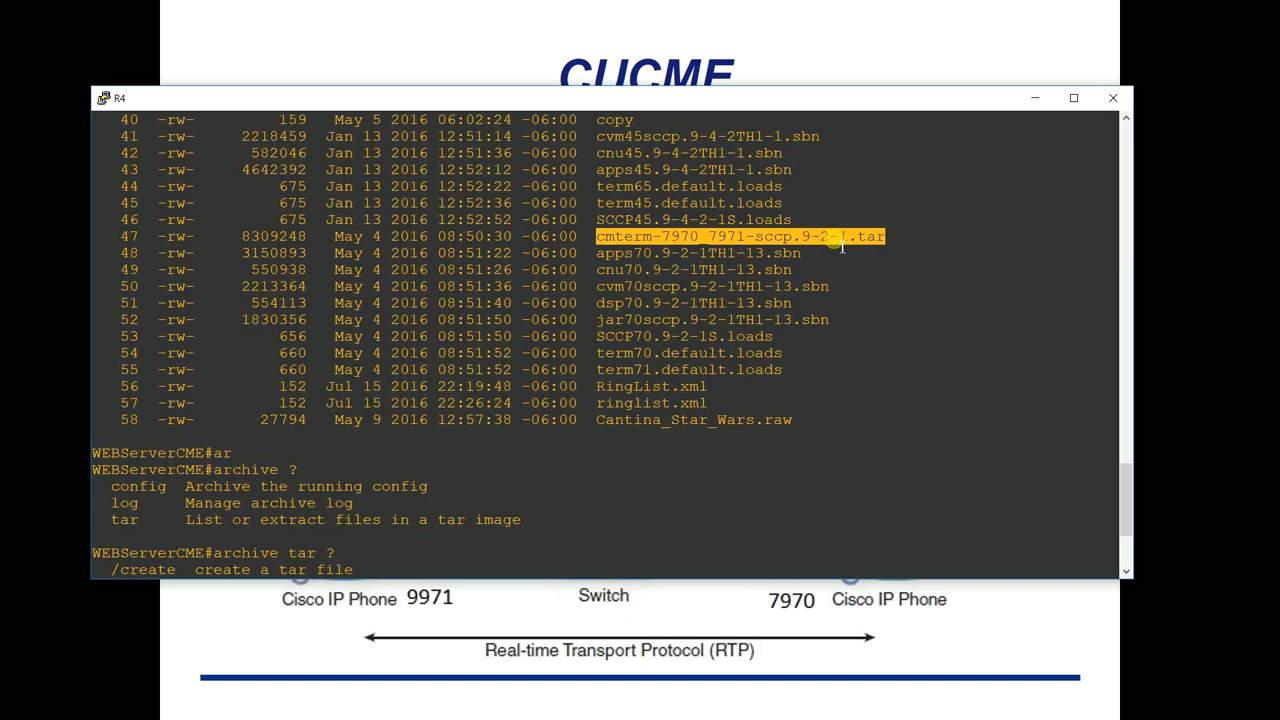 CUCME
R4
40 -rw- 159 May 5 2016 06:02:24 -06:00 copy
41 -rw- 2218459 Jan 13 2016 12:51:14 -06:00 cvm45sccp.9-4-2TH1-1.sbn
42 -rw- 582046 Jan 13 2016 12:51:36 -06:00 cnu45.9-4-2TH1-1.sbn
43 -rw- 4642392 Jan 13 2016 12:52:12 -06:00 apps45.9-4-2TH1-1.sbn
44 -rw- 675 Jan 13 2016 12:52:22 -06:00 term65.default.loads
45 -rw- 675 Jan 13 2016 12:52:36 -06:00 term45.default.loads
46 -rw- 675 Jan 13 2016 12:52:52 -06:00 SCCP45.9-4-2-1S.loads
47 -rw- 8309248 May 4 2016 08:50:30 -06:00 cmterm-7970_7971-sccp.9-2-1.tar
48 -rw- 3150893 May 4 2016 08:51:22 -06:00 apps70.9-2-1TH1-13.sbn
49 -rw- 550938 May 4 2016 08:51:26 -06:00 cnu70.9-2-1TH1-13.sbn
50 -rw- 2213364 May 4 2016 08:51:36 -06:00 cvm70sccp.9-2-1TH1-13.sbn
51 -rw- 554113 May 4 2016 08:51:40 -06:00 dsp70.9-2-1TH1-13.sbn
52 -rw- 1830356 May 4 2016 08:51:50 -06:00 jar70sccp.9-2-1TH1-13.sbn
53 -rw- 656 May 4 2016 08:51:50 -06:00 SCCP70.9-2-1S.loads
54 -rw- 660 May 4 2016 08:51:52 -06:00 term70.default.loads
55 -rw- 660 May 4 2016 08:51:52 -06:00 term71.default.loads
56 -rw- 152 Jul 15 2016 22:19:48 -06:00 RingList.xml
57 -rw- 152 Jul 15 2016 22:26:24 -06:00 ringlist.xml
58 -rw- 27794 May 9 2016 12:57:38 -06:00 Cantina_Star_Wars.raw
WEBServerCME#ar
WEBServerCME#archive ?
config Archive the running config
log Manage archive log
tar List or extract files in a tar image
WEBServerCME#archive tar ?
/create create a tar file
Cisco IP Phone 9971 Switch 7970 Cisco IP Phone
Real-time Transport Protocol (RTP)